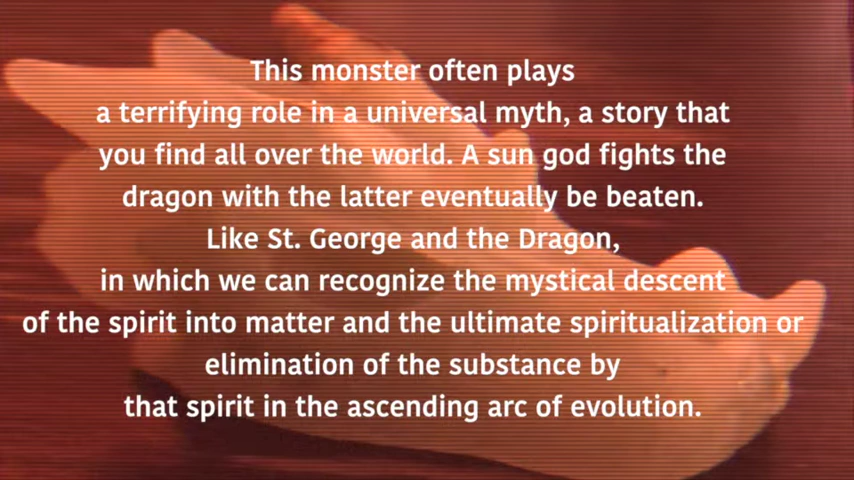 This monster often plays
a terrifying role in a universal myth, a story that
you find all over the world. A sun god fights the
dragon with the latter eventually be beaten.
Like St. George and the Dragon,
in which we can recognize the mystical descent
of the spirit into matter and the ultimate spiritualization or
elimination of the substance by
that spirit in the ascending arc of evolution.